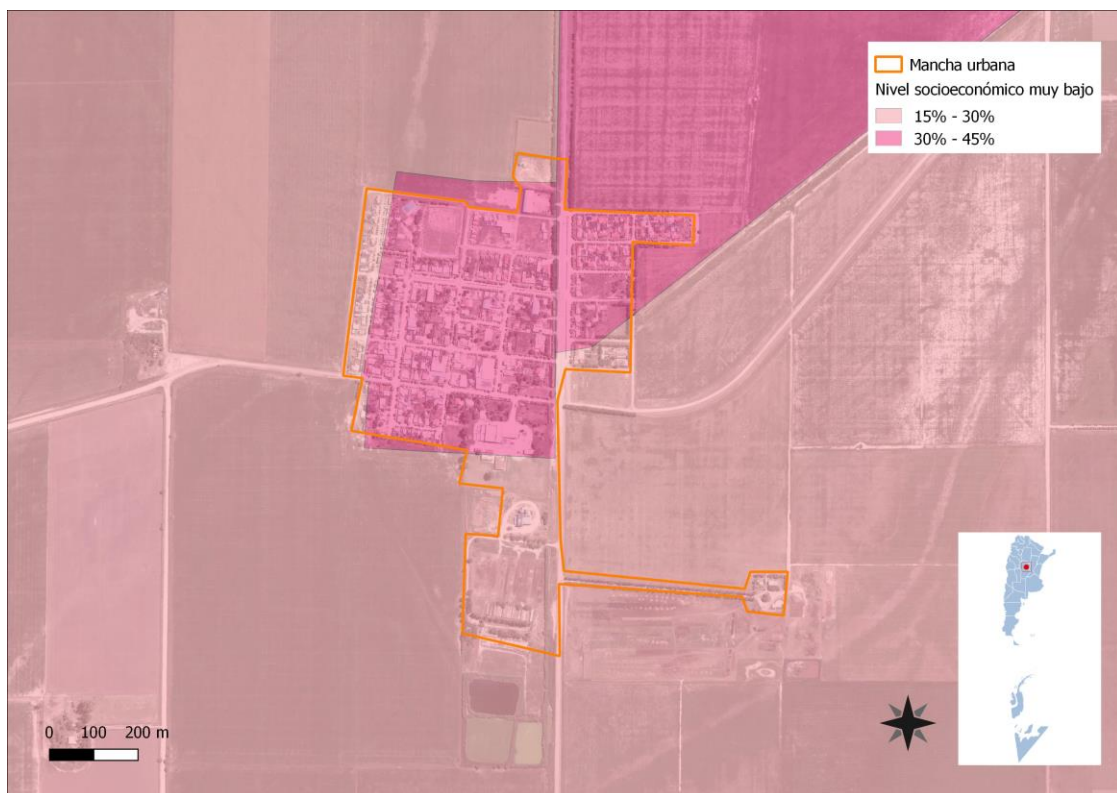 Mancha urbana
Nivel socioeconómico muy bajo
15% - 30%
30% - 45%
0 100 200 m